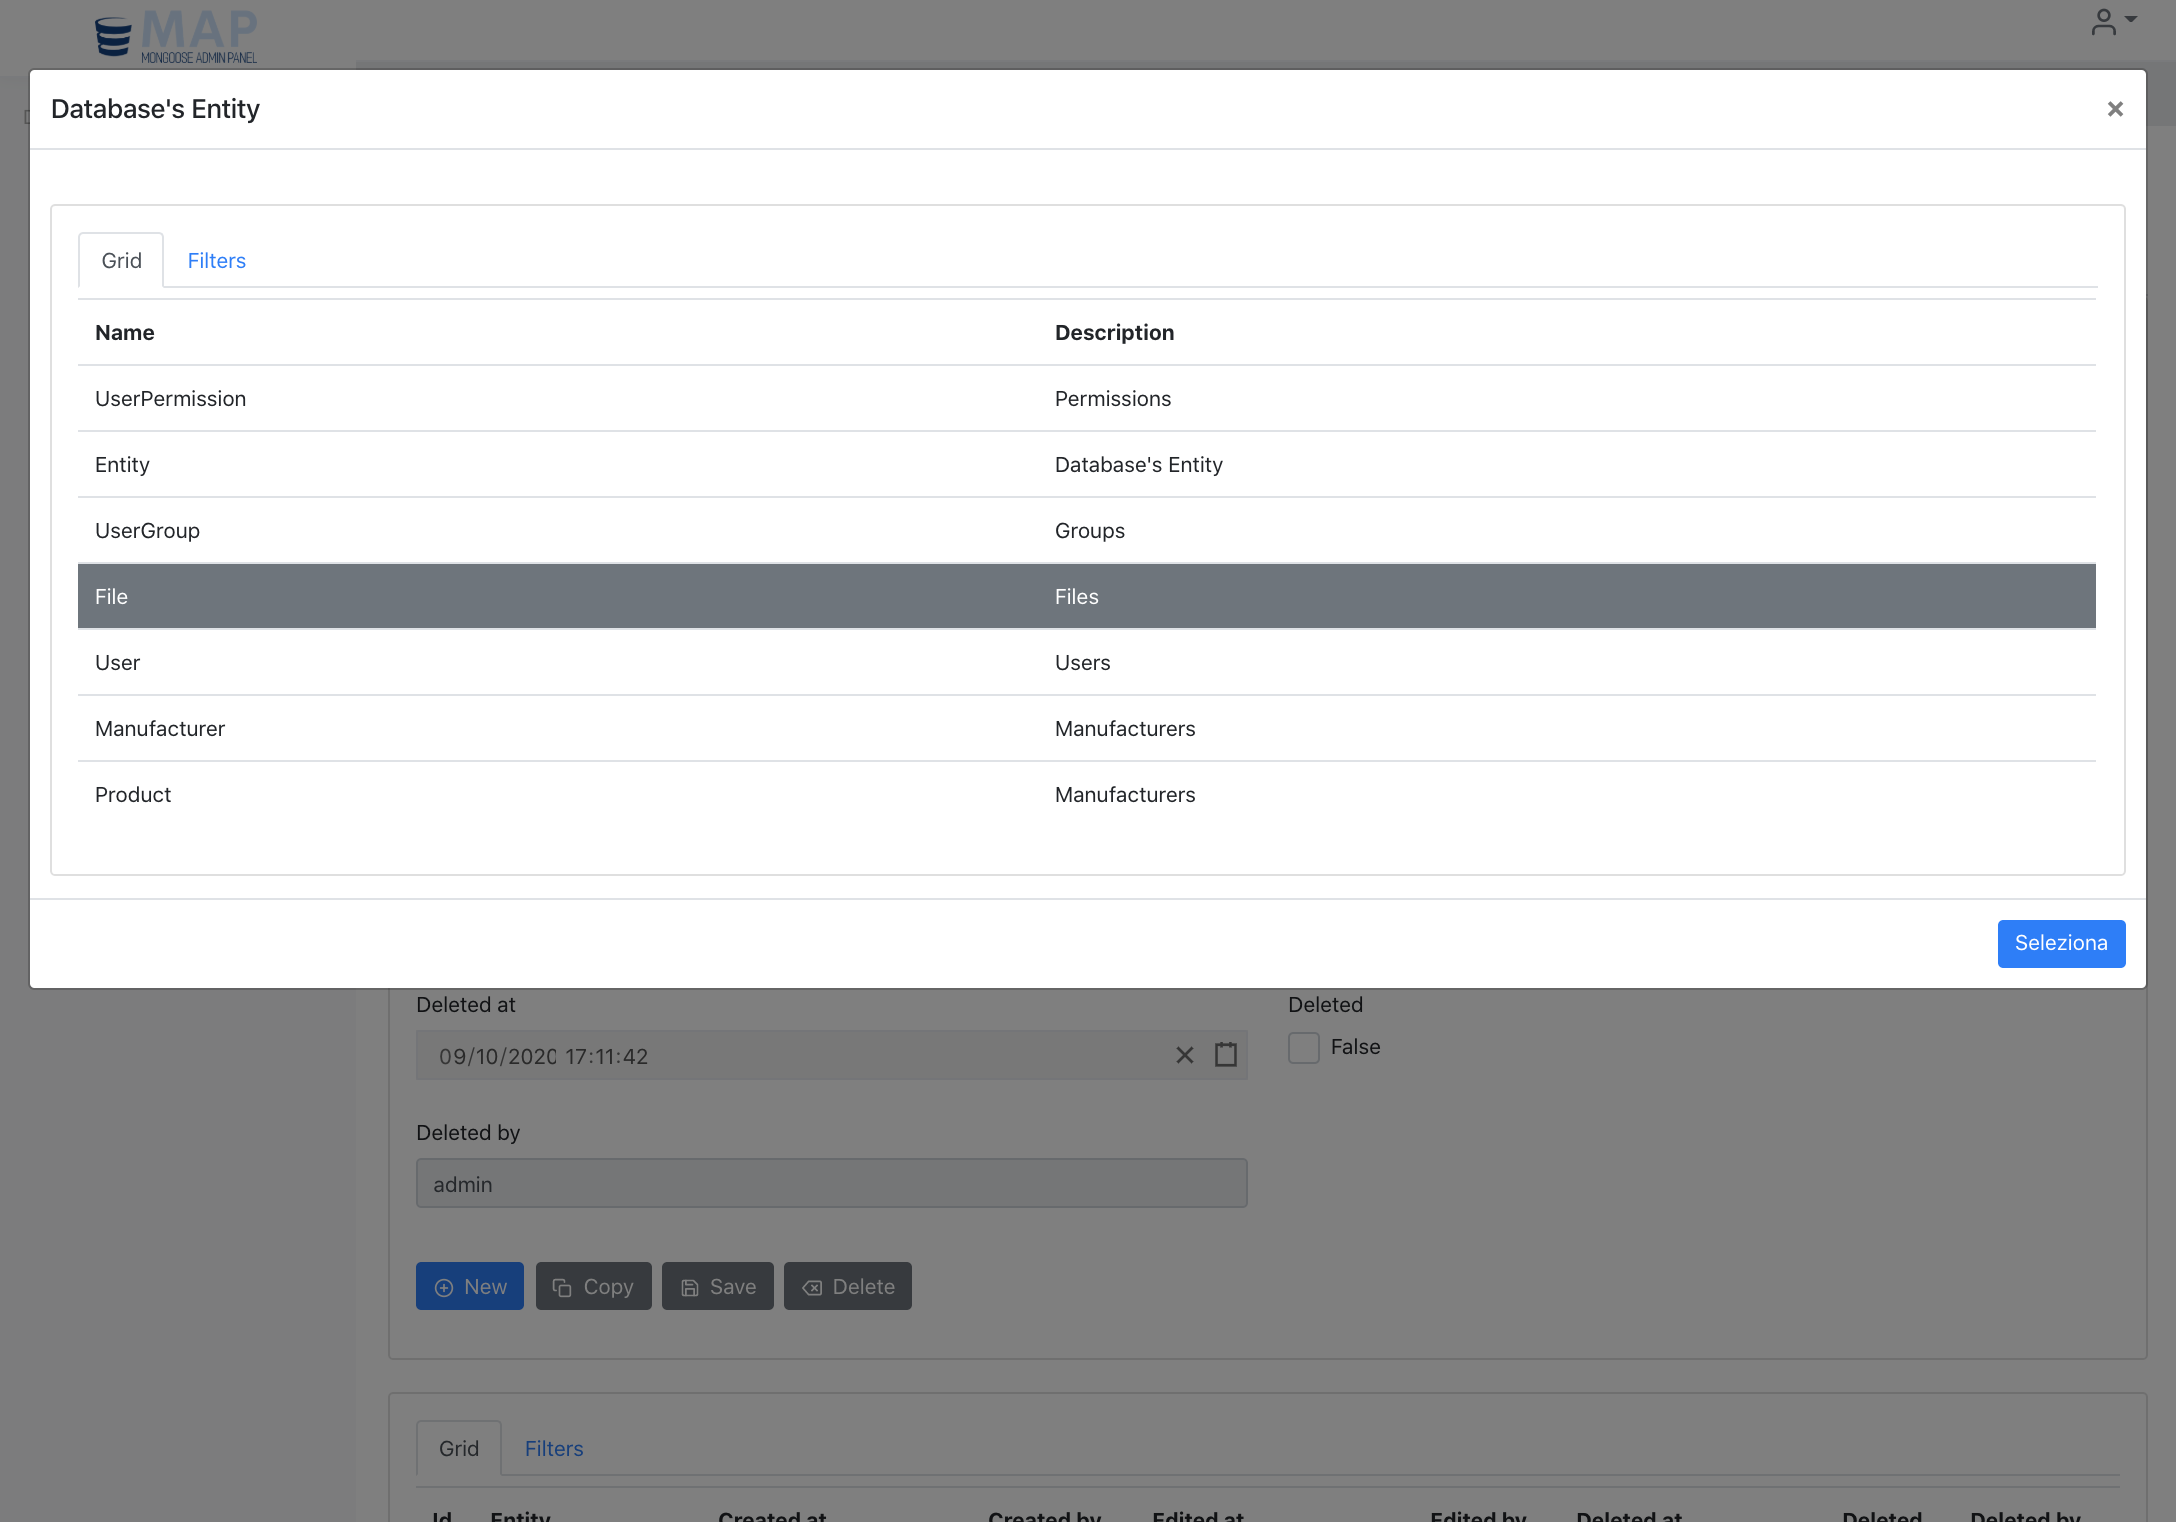 MAP
MONGOOSE ADMIN PANEL
Database's Entity
Grid Filters
Name Description
UserPermission Permissions
Entity Database's Entity
UserGroup Groups
File Files
User Users
Manufacturer Manufacturers
Product Manufacturers
Seleziona
Deleted at Deleted
09/10/2020 17:11:42 False
Deleted by
admin
New Copy Save Delete
Grid Filters
Id Entity Created at Created by Edited at Edited by Deleted at Deleted Deleted by